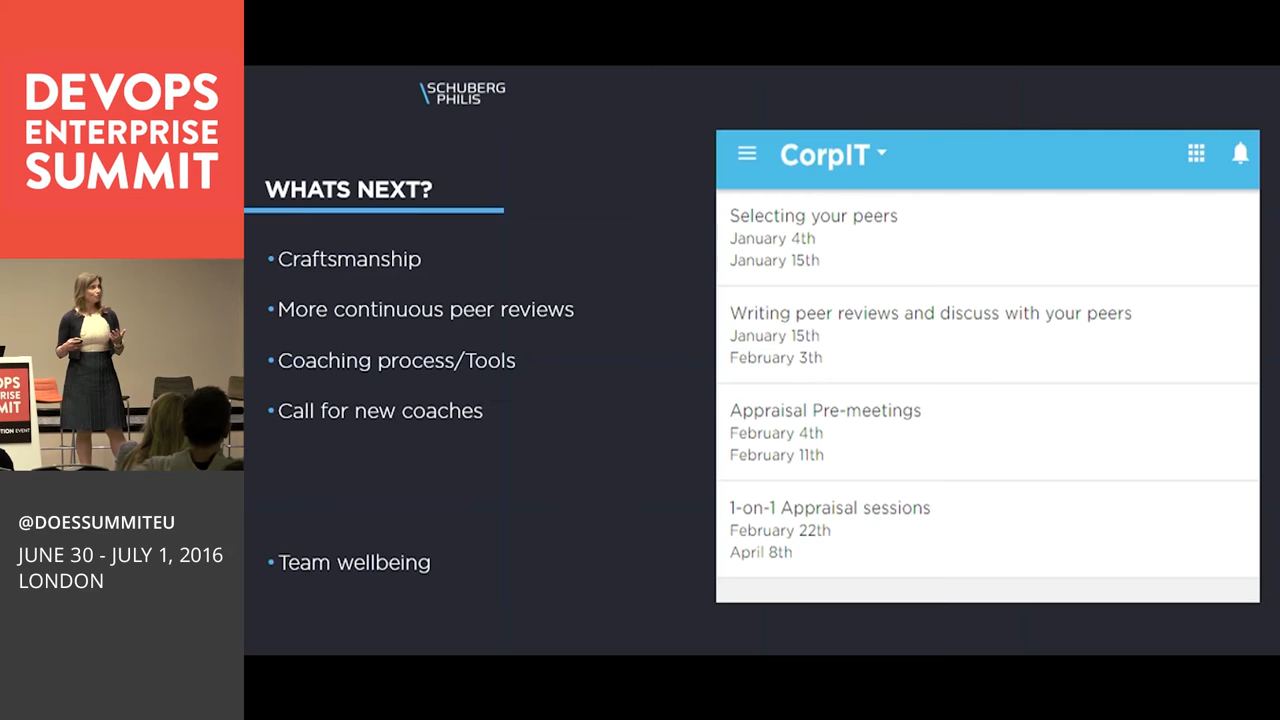 DEVOPS
ENTERPRISE
SUMMIT
@DOESSUMMITEU
JUNE 30 - JULY 1, 2016
LONDON
SCHUBERG
PHILIS
WHATS NEXT?
•Craftsmanship
•More continuous peer reviews
•Coaching process/Tools
•Call for new coaches
•Team wellbeing
CorpIT
Selecting your peers
January 4th
January 15th
Writing peer reviews and discuss with your peers
January 15th
February 3th
Appraisal Pre-meetings
February 4th
February 11th
1-on-1 Appraisal sessions
February 22th
April 8th
OPS
RISE
MIT